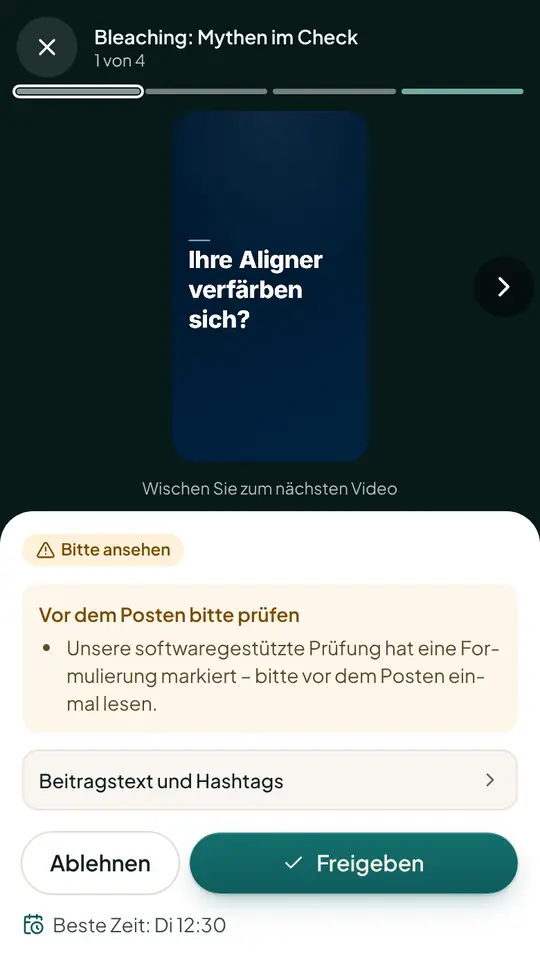 Bleaching: Mythen im Check
1 von 4
Ihre Aligner
verfärben
sich?
Wischen Sie zum nächsten Video
Bitte ansehen
Vor dem Posten bitte prüfen
• Unsere softwaregestützte Prüfung hat eine For-
mulierung markiert – bitte vor dem Posten ein-
mal lesen.
Beitragstext und Hashtags
Ablehnen
Freigeben
Beste Zeit: Di 12:30